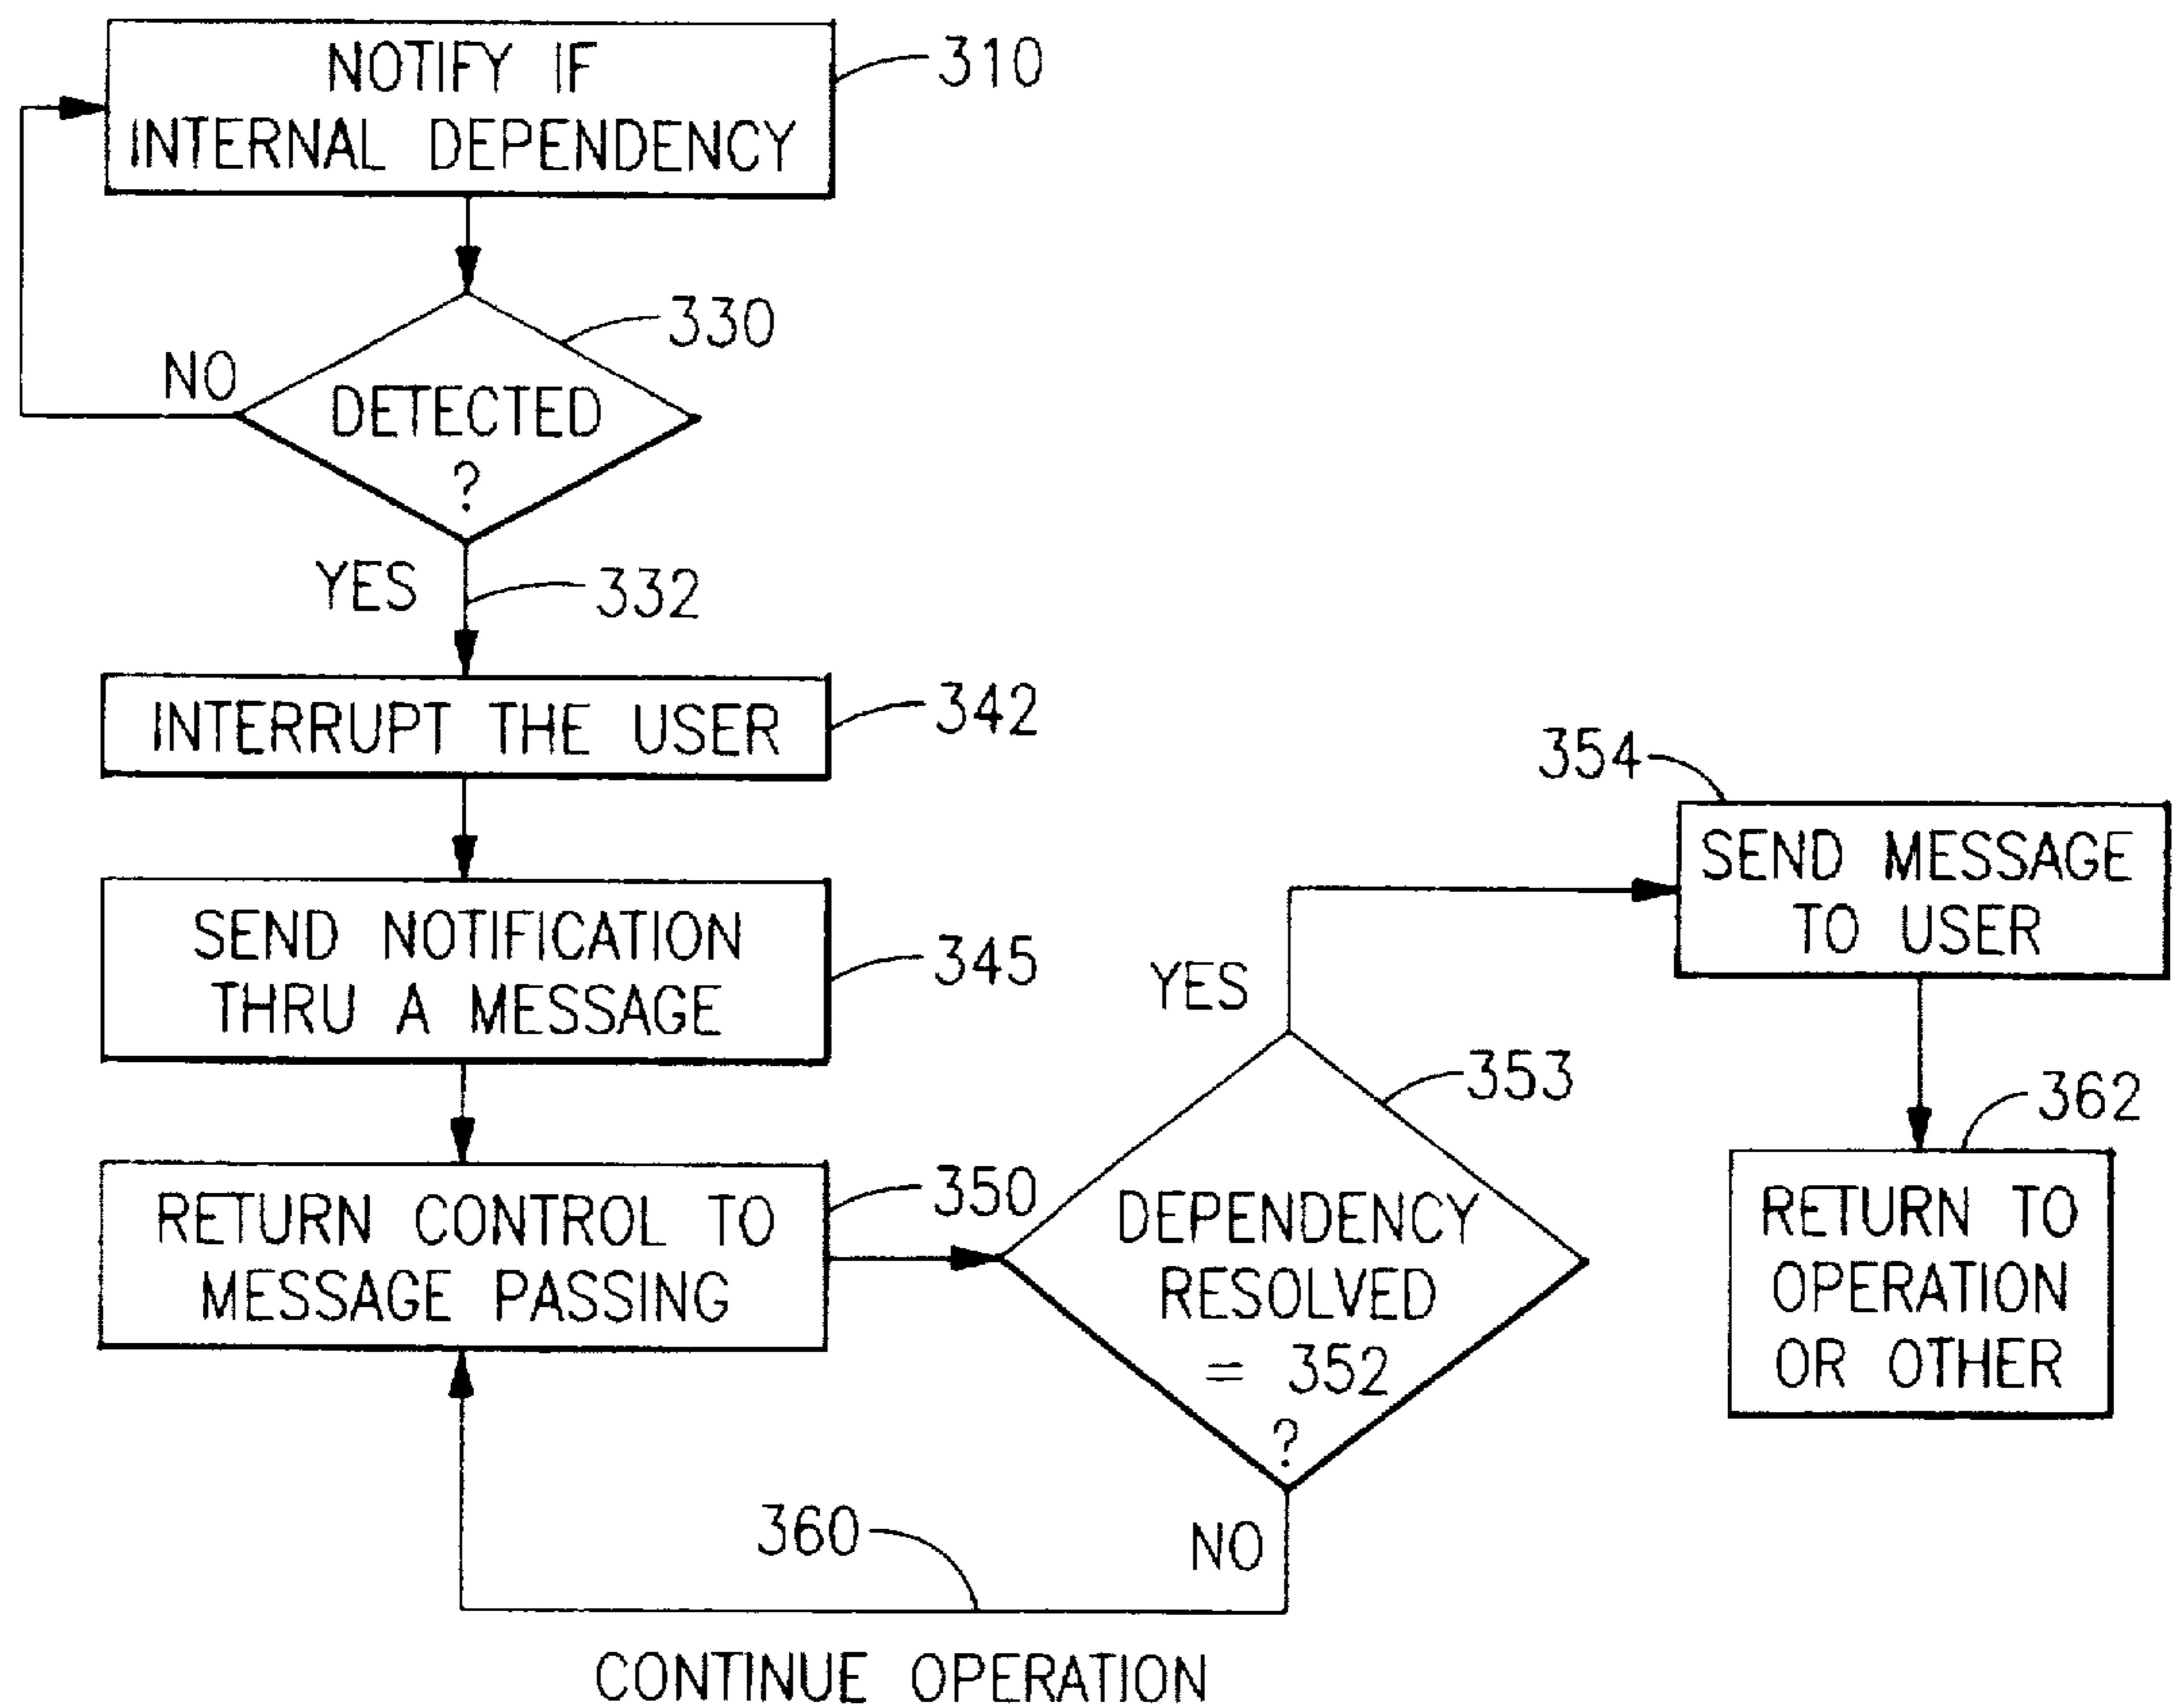 NOTIFY IF
INTERNAL DEPENDENCY
310
330
NO
DETECTED
?
YES
332
INTERRUPT THE USER
342
SEND NOTIFICATION
THRU A MESSAGE
345
RETURN CONTROL TO
MESSAGE PASSING
350
YES
353
DEPENDENCY
RESOLVED
= 352
?
NO
360
CONTINUE OPERATION
354
SEND MESSAGE
TO USER
362
RETURN TO
OPERATION
OR OTHER